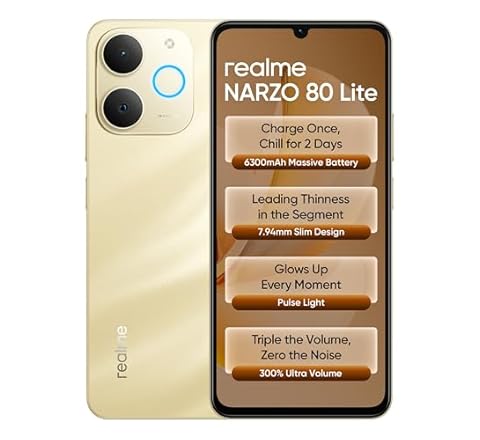 realme
NARZO 80 Lite
Charge Once,
Chill for 2 Days
6300mAh Massive Battery
Leading Thinness
in the Segment
7.94mm Slim Design
Glows Up
Every Moment
Pulse Light
Triple the Volume,
Zero the Noise
300% Ultra Volume
realme